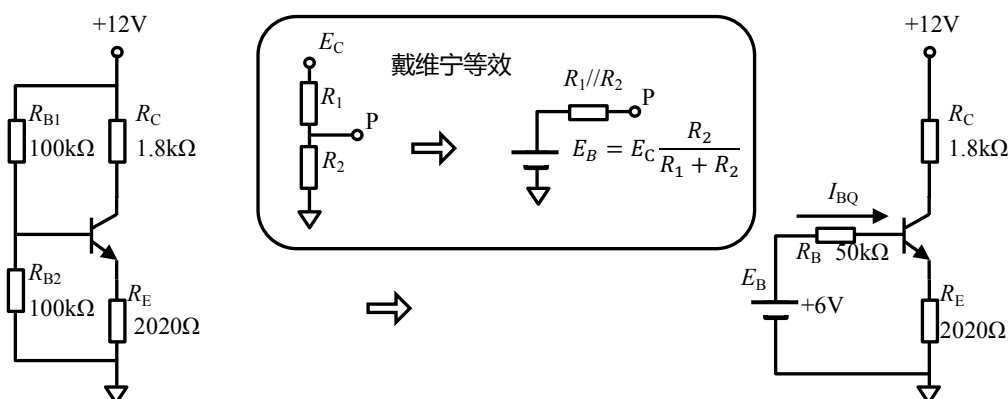 +12V
R_B1
100kΩ
R_C
1.8kΩ
R_B2
100kΩ
R_E
2020Ω
E_C
戴维宁等效
R_1
P
R_2
R_1//R_2
P
E_B = E_C R_2 / (R_1 + R_2)
+12V
R_C
1.8kΩ
I_BQ
R_B 50kΩ
E_B
+6V
R_E
2020Ω